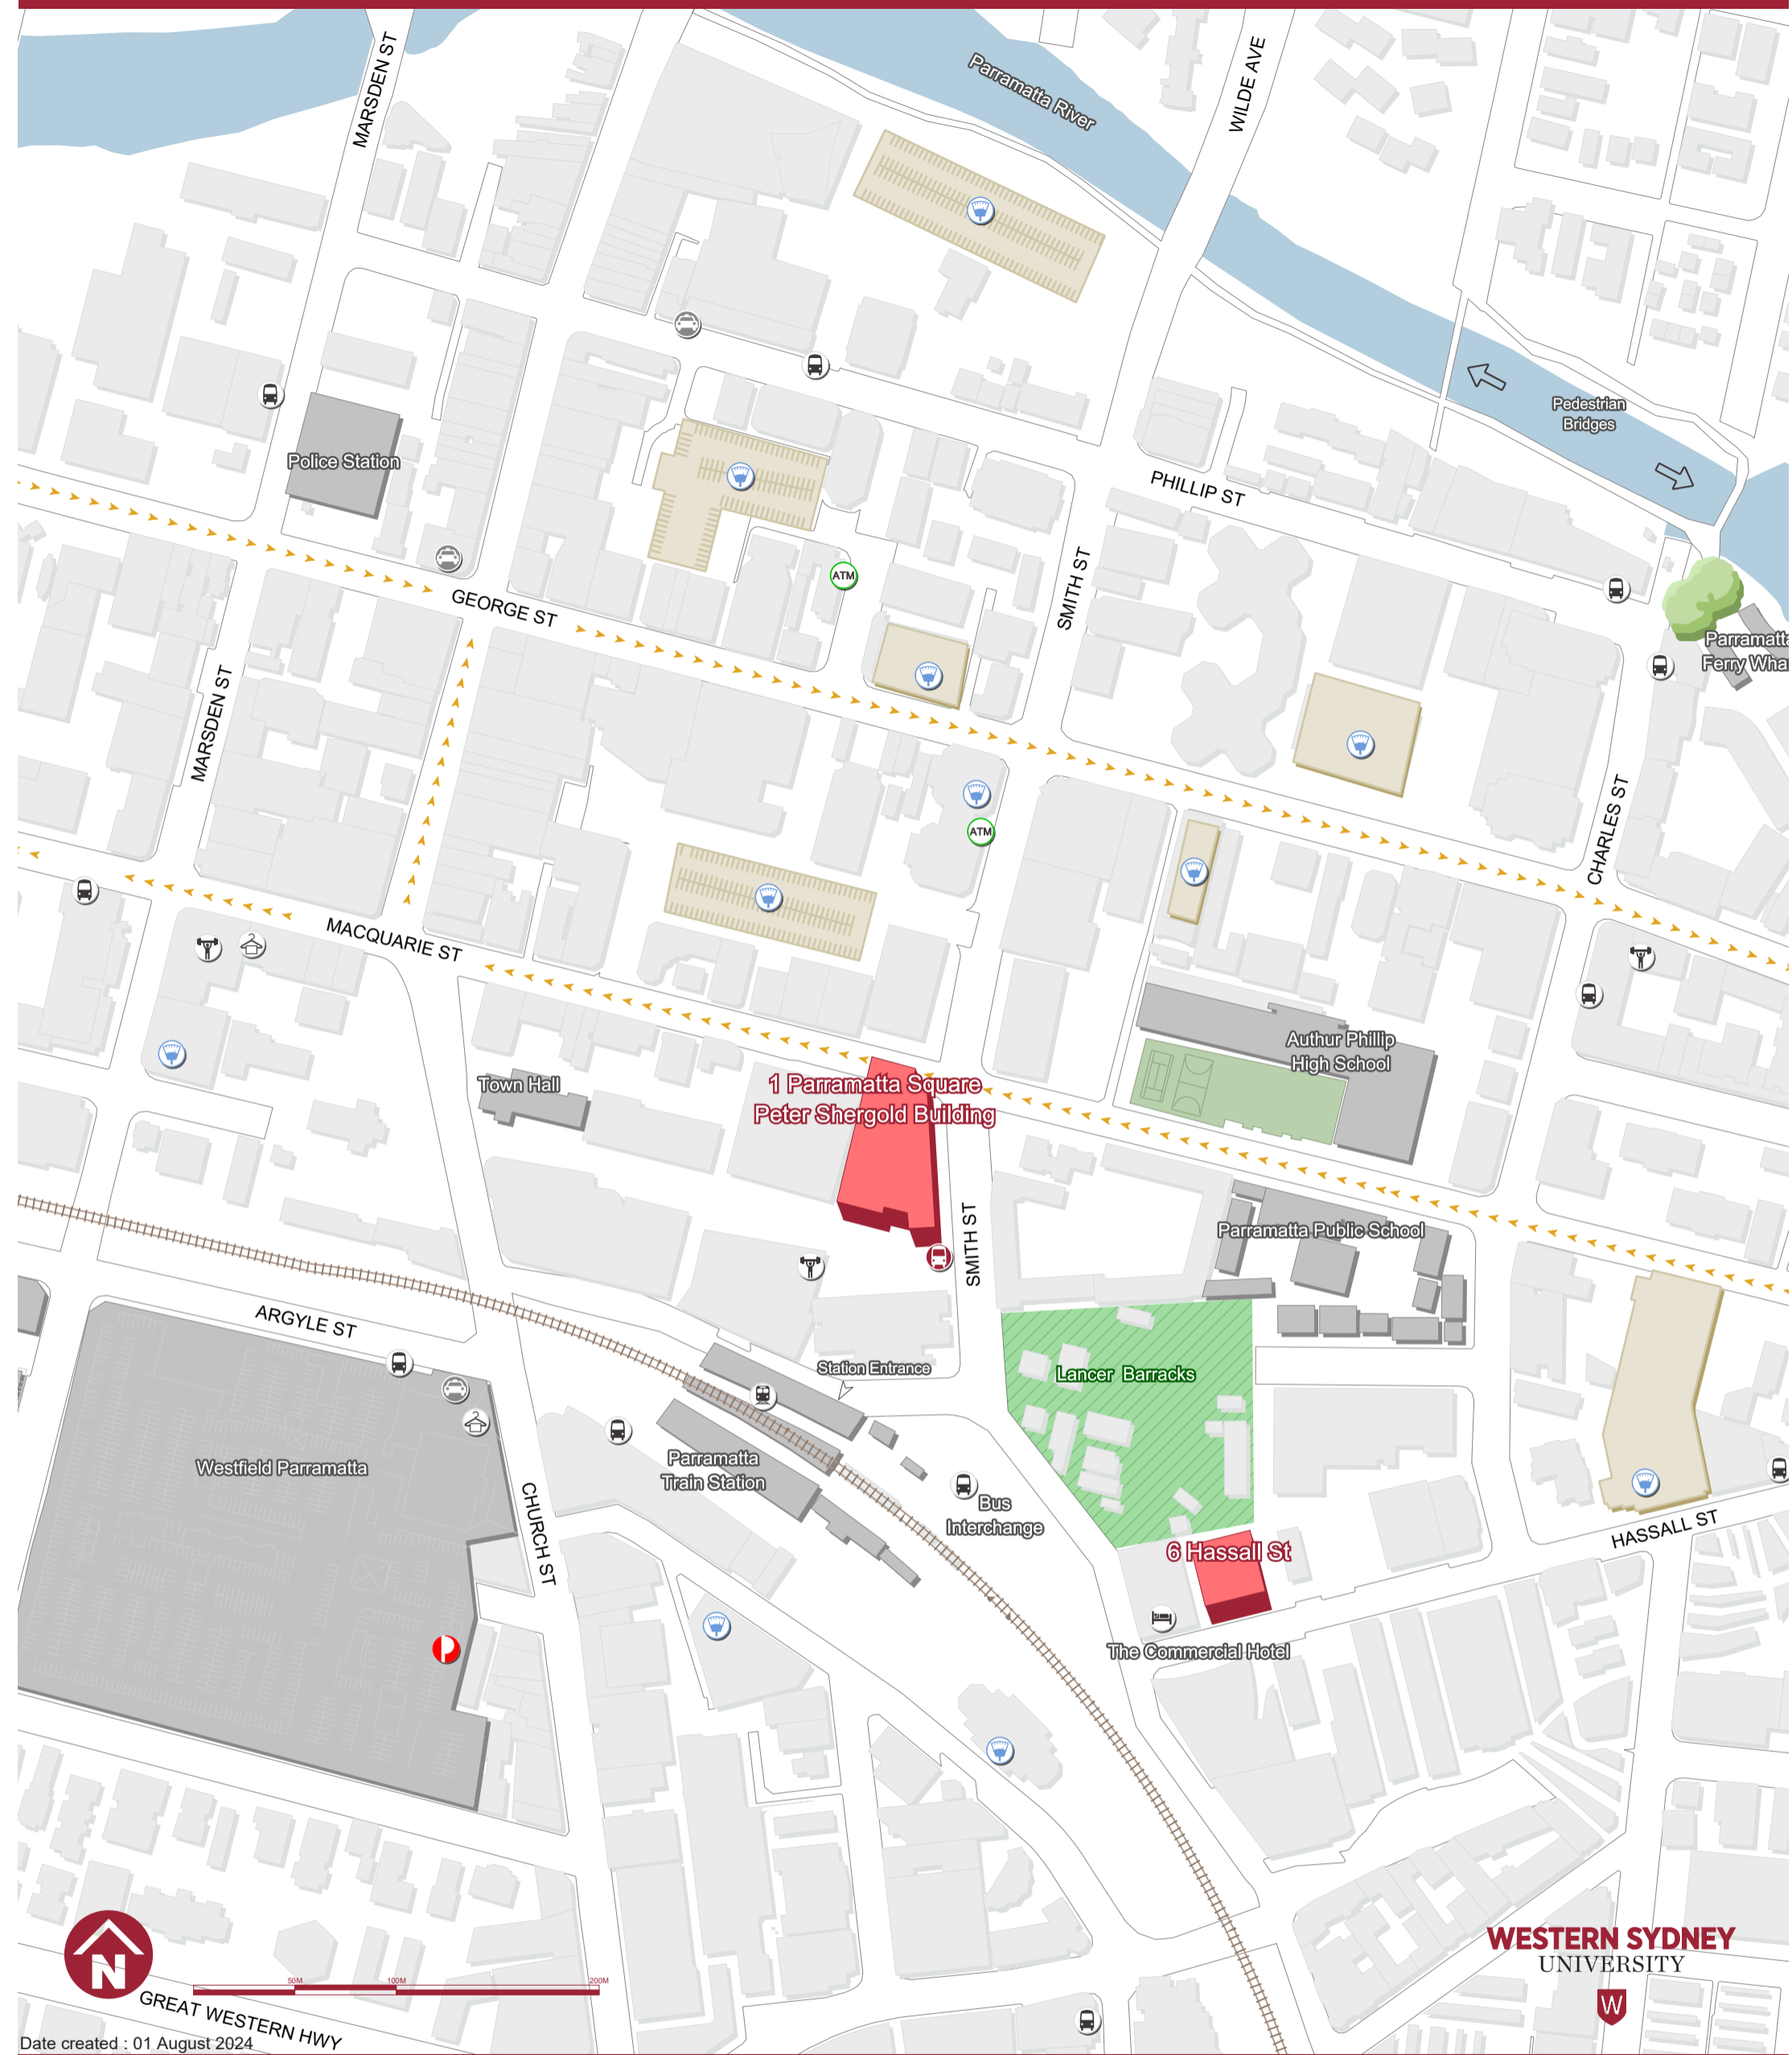 MARSDEN ST
Parramatta River
WILDE AVE
Pedestrian
Bridges
Police Station
PHILLIP ST
GEORGE ST
ATM
SMITH ST
Parramatta
MARSDEN ST
ATM
CHARLES ST
MACQUARIE ST
Authur Phillip
High School
Town Hall
1 Parramatta Square
Peter Shergold Building
SMITH ST
Parramatta Public School
ARGYLE ST
Station Entrance
Lancer Barracks
Westfield Parramatta
Parramatta
Train Station
Bus
Interchange
CHURCH ST
HASSALL ST
6 Hassall St
The Commercial Hotel
P
N
50M
100M
200M
GREAT WESTERN HWY
Date created : 01 August 2024
WESTERN SYDNEY
UNIVERSITY
W
Ferry Wha